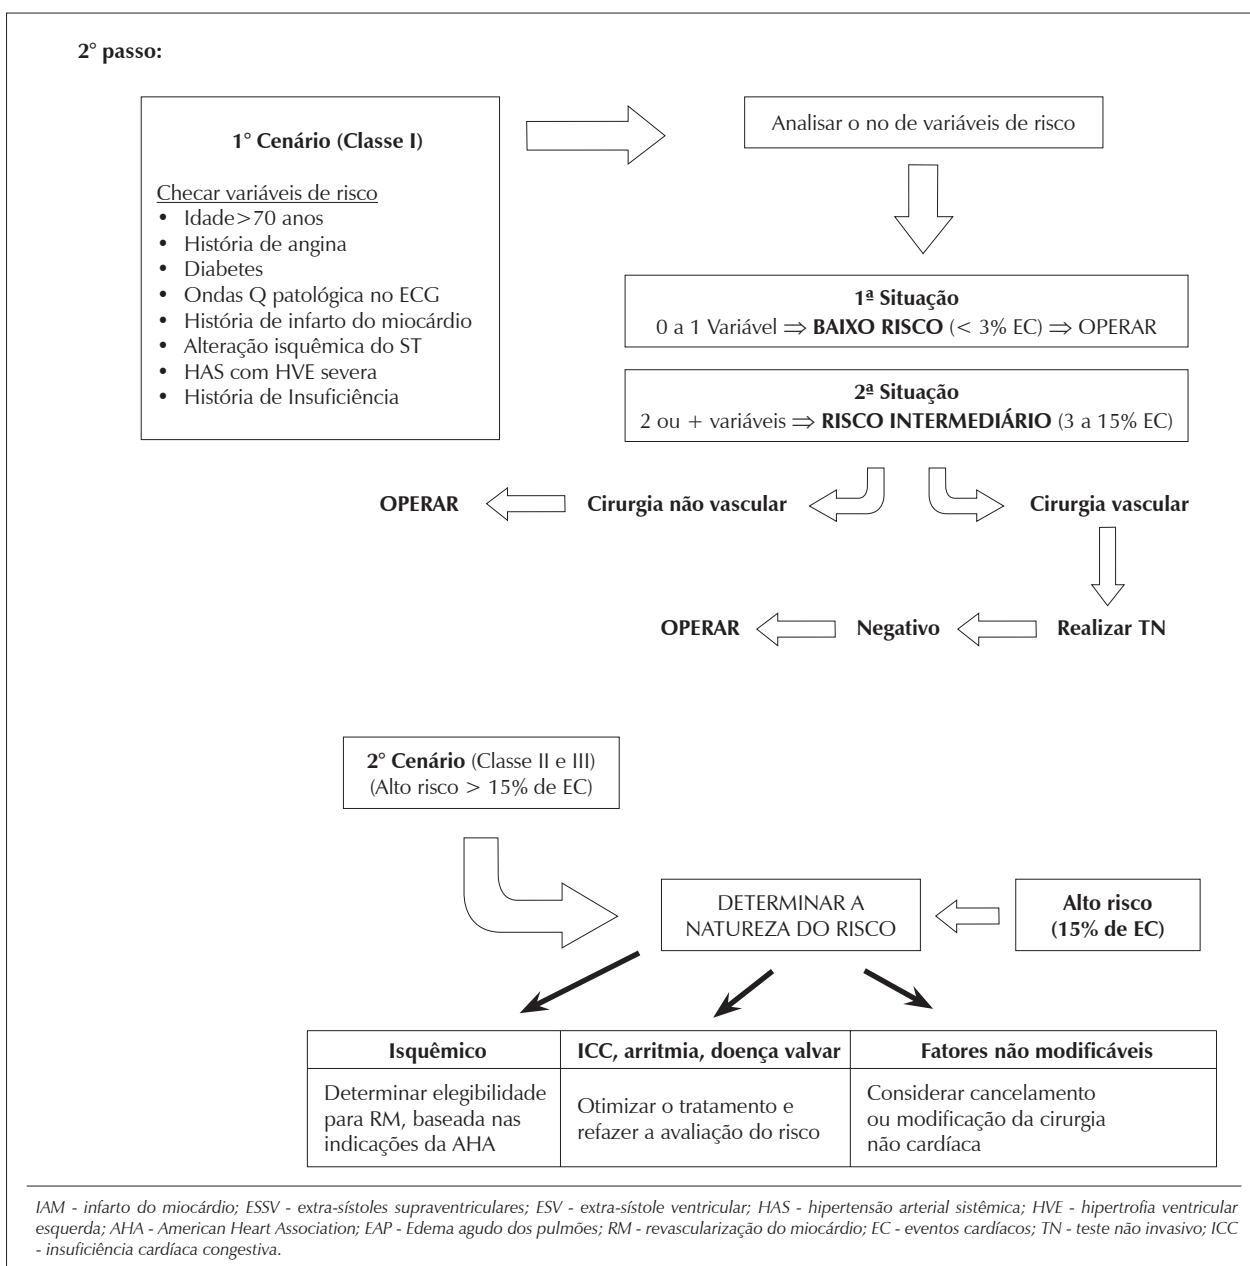 2° passo:
1° Cenário (Classe I)
Checar variáveis de risco
• Idade>70 anos
• História de angina
• Diabetes
• Ondas Q patológica no ECG
• História de infarto do miocárdio
• Alteração isquêmica do ST
• HAS com HVE severa
• História de Insuficiência
Analisar o no de variáveis de risco
1ª Situação
0 a 1 Variável ⇒ BAIXO RISCO (< 3% EC) ⇒ OPERAR
2ª Situação
2 ou + variáveis ⇒ RISCO INTERMEDIÁRIO (3 a 15% EC)
OPERAR
Cirurgia não vascular
Cirurgia vascular
OPERAR
Negativo
Realizar TN
2° Cenário (Classe II e III)
(Alto risco > 15% de EC)
DETERMINAR A
NATUREZA DO RISCO
Alto risco
(15% de EC)
Isquêmico
Determinar elegibilidade
para RM, baseada nas
indicações da AHA
ICC, arritmia, doença valvar
Otimizar o tratamento e
refazer a avaliação do risco
Fatores não modificáveis
Considerar cancelamento
ou modificação da cirurgia
não cardíaca
IAM - infarto do miocárdio; ESSV - extra-sístoles supraventriculares; ESV - extra-sístole ventricular; HAS - hipertensão arterial sistêmica; HVE - hipertrofia ventricular
esquerda; AHA - American Heart Association; EAP - Edema agudo dos pulmões; RM - revascularização do miocárdio; EC - eventos cardíacos; TN - teste não invasivo; ICC
- insuficiência cardíaca congestiva.